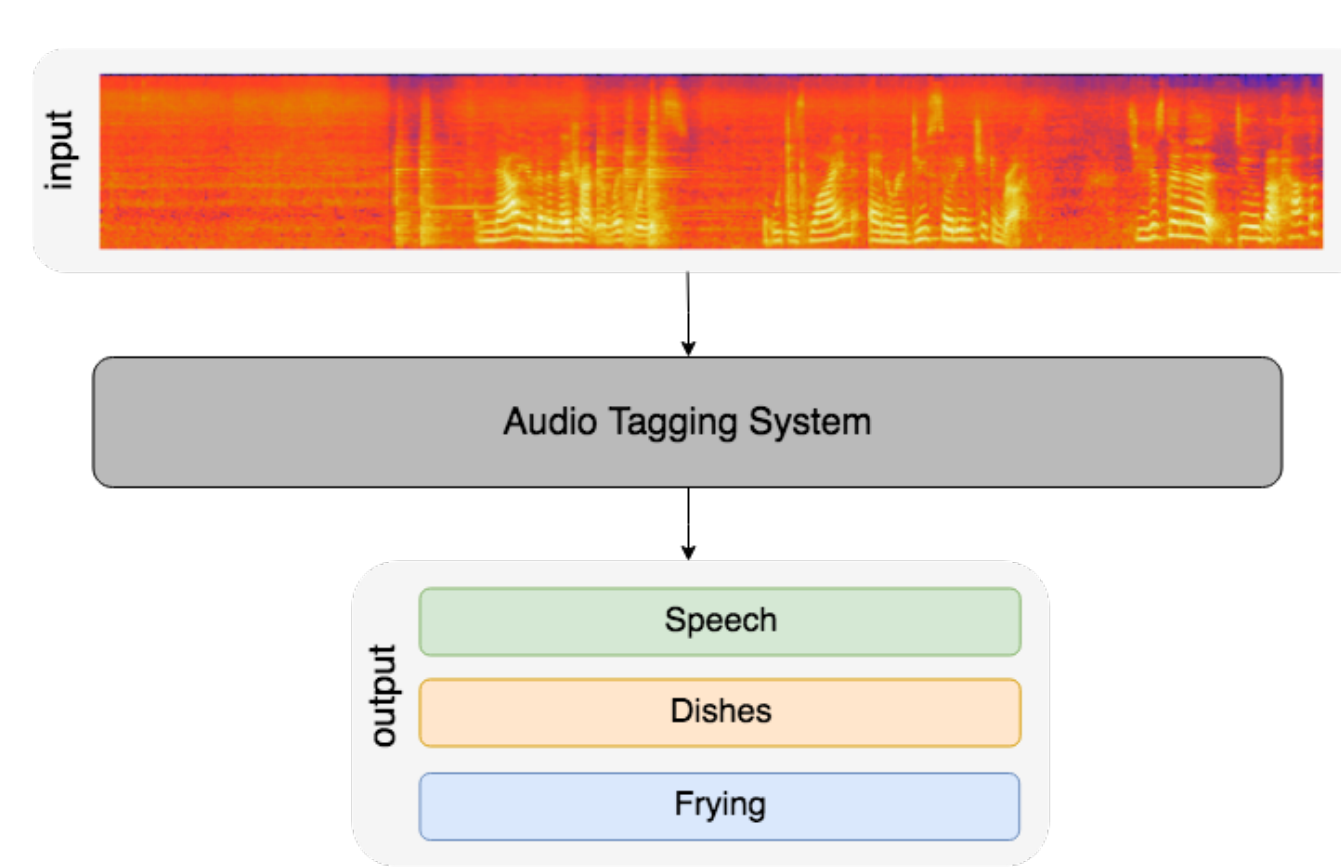 input
Audio Tagging System
output
Speech
Dishes
Frying